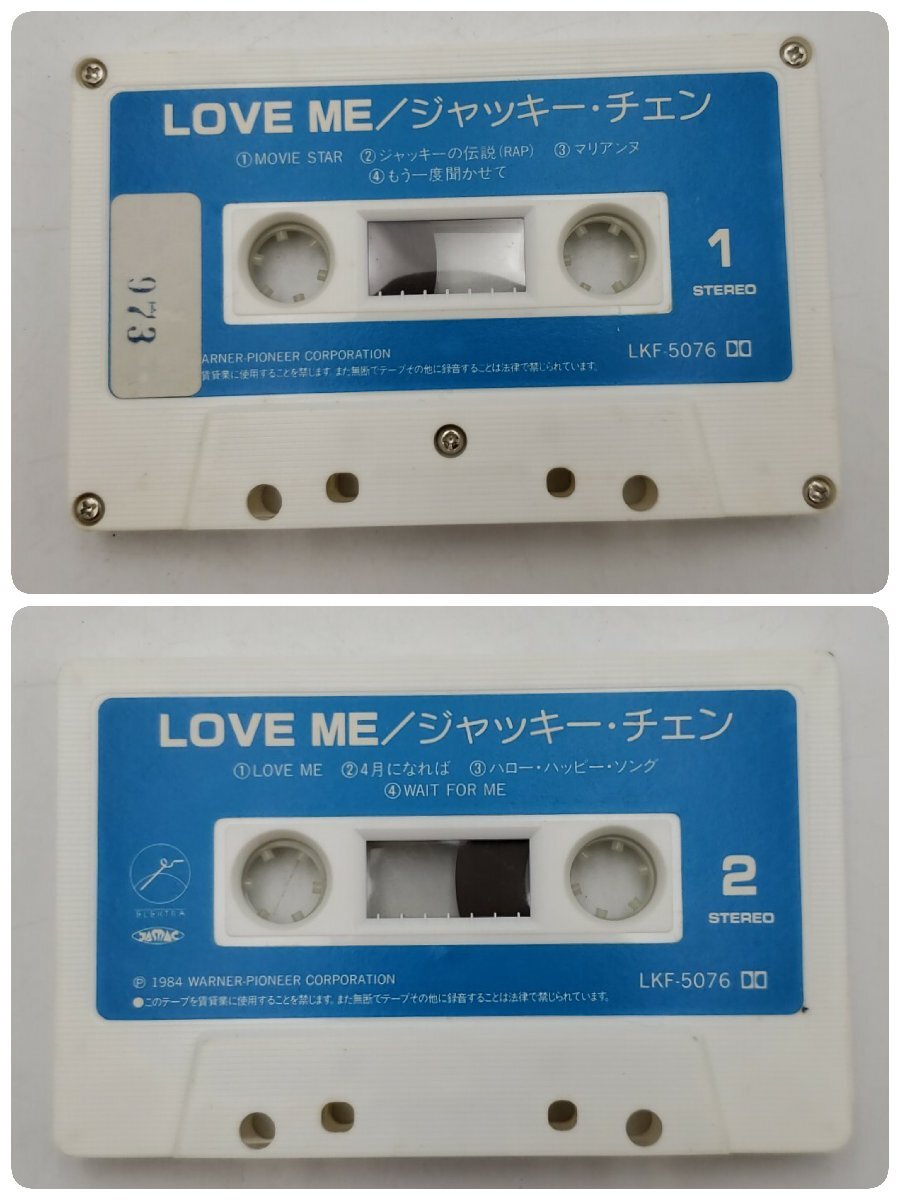 LOVE ME/ジャッキー・チェン
①MOVIE STAR ②ジャッキーの伝説(RAP) ③マリアンヌ
④もう一度聞かせて
973
1
STEREO
ARNER-PIONEER CORPORATION
LKF-5076
賃貸業に使用することを禁じます。また無断でテープその他に録音することは法律で禁じられています。
LOVE ME/ジャッキー・チェン
①LOVE ME ②4月になれば ③ハロー・ハッピー・ソング
④WAIT FOR ME
2
STEREO
ELEKTRA
JASRAC
Ⓟ 1984 WARNER-PIONEER CORPORATION
LKF-5076
●このテープを賃貸業に使用することを禁じます。また無断でテープその他に録音することは法律で禁じられています。